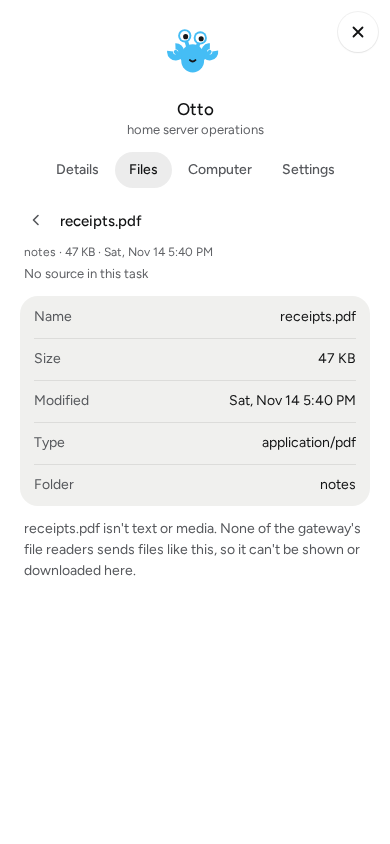 Otto
home server operations
Details Files Computer Settings
receipts.pdf
notes · 47 KB · Sat, Nov 14 5:40 PM
No source in this task
Name receipts.pdf
Size 47 KB
Modified Sat, Nov 14 5:40 PM
Type application/pdf
Folder notes
receipts.pdf isn't text or media. None of the gateway's
file readers sends files like this, so it can't be shown or
downloaded here.